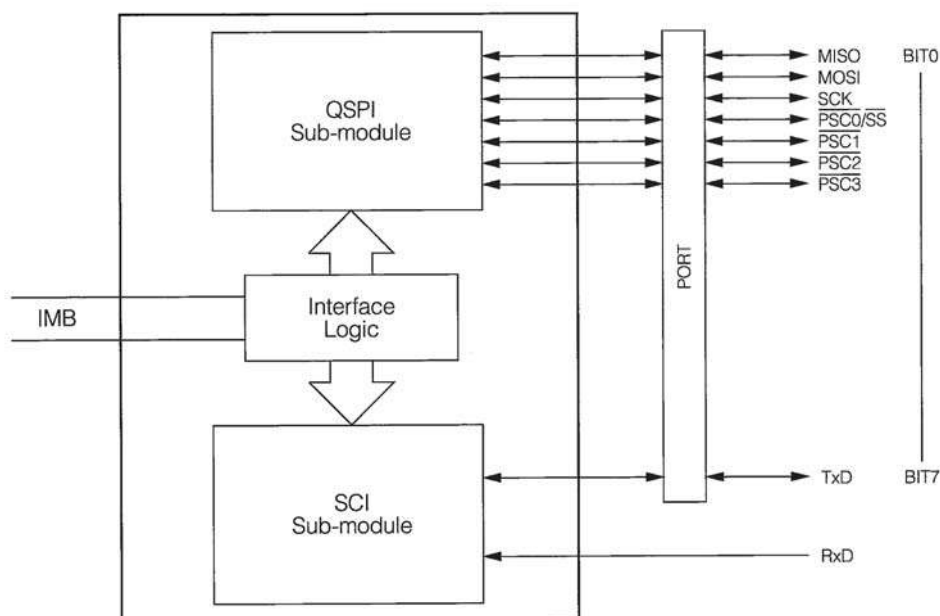 QSPI
Sub-module
MISO BIT0
MOSI
SCK
PSC0/SS
PSC1
PSC2
PSC3
PORT
IMB
Interface
Logic
SCI
Sub-module
TxD BIT7
RxD